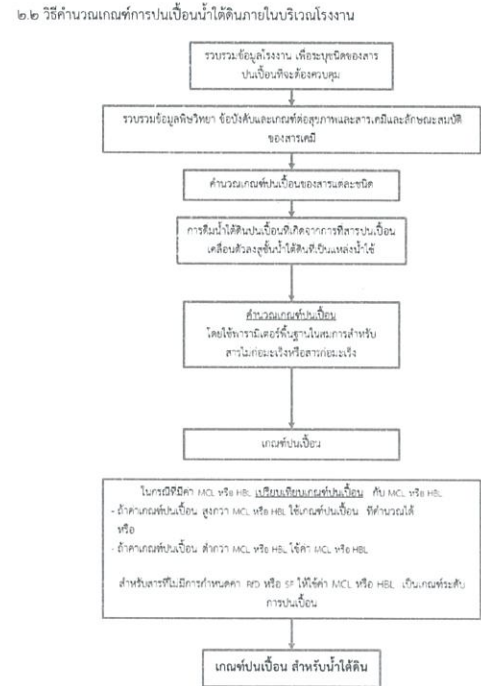 ๒.๒ วิธีคำนวณเกณฑ์การปนเปื้อนน้ำใต้ดินภายในบริเวณโรงงาน
รวบรวมข้อมูลโรงงาน เพื่อระบุชนิดของสาร
ปนเปื้อนที่จะต้องควบคุม
รวบรวมข้อมูลพิษวิทยา ข้อบังคับและเกณฑ์ต่อสุขภาพและสารเคมีและลักษณะสมบัติ
ของสารเคมี
คำนวณเกณฑ์ปนเปื้อนของสารแต่ละชนิด
การดื่มน้ำใต้ดินปนเปื้อนที่เกิดจากการที่สารปนเปื้อน
เคลื่อนตัวลงสู่ชั้นน้ำใต้ดินที่เป็นแหล่งน้ำใช้
คำนวณเกณฑ์ปนเปื้อน
โดยใช้พารามิเตอร์พื้นฐานในสมการสำหรับ
สารไม่ก่อมะเร็งหรือสารก่อมะเร็ง
เกณฑ์ปนเปื้อน
ในกรณีที่มีค่า MCL หรือ HBL เปรียบเทียบเกณฑ์ปนเปื้อน กับ MCL หรือ HBL
- ถ้าค่าเกณฑ์ปนเปื้อน สูงกว่า MCL หรือ HBL ใช้เกณฑ์ปนเปื้อน ที่คำนวณได้
หรือ
- ถ้าค่าเกณฑ์ปนเปื้อน ต่ำกว่า MCL หรือ HBL ใช้ค่า MCL หรือ HBL
สำหรับสารที่ไม่มีการกำหนดค่า RfD หรือ SF ให้ใช้ค่า MCL หรือ HBL เป็นเกณฑ์ระดับ
การปนเปื้อน
เกณฑ์ปนเปื้อน สำหรับน้ำใต้ดิน